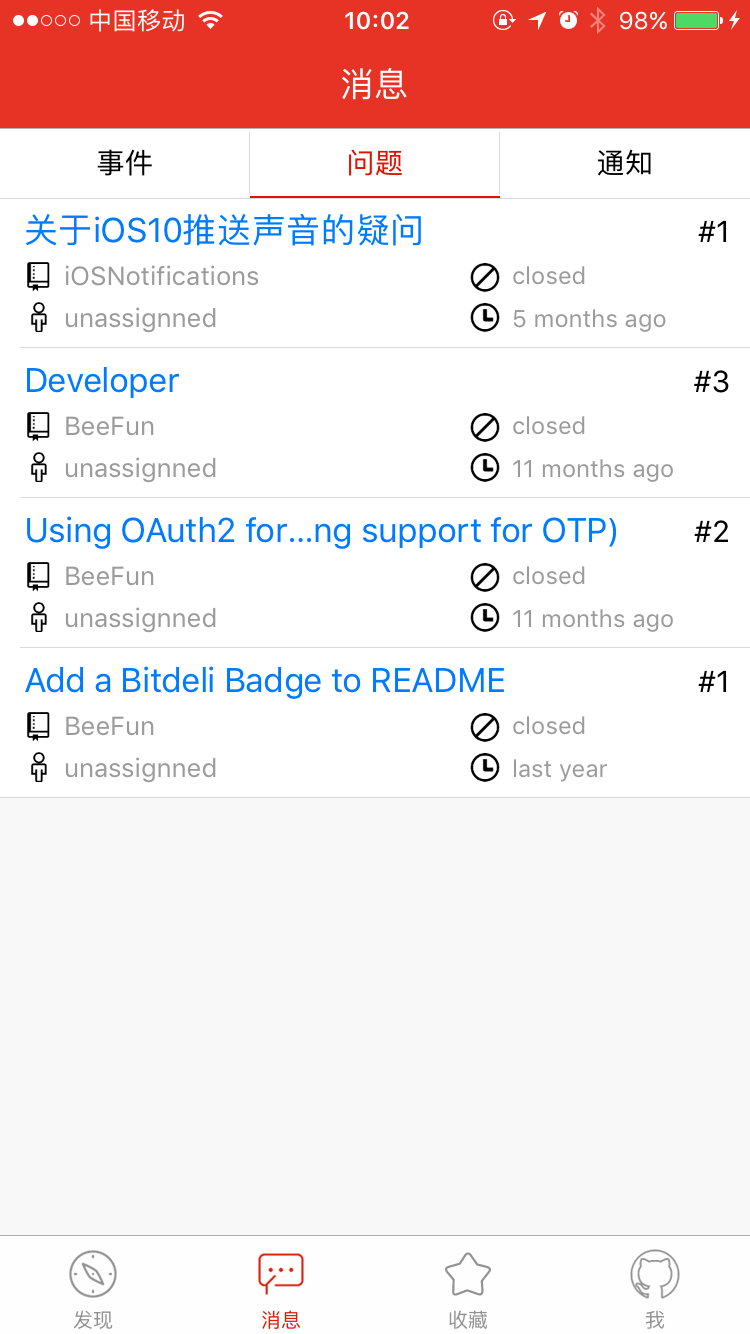 中国移动 10:02 98%
消息
事件 问题 通知
关于iOS10推送声音的疑问 #1
iOSNotifications closed
unassignned 5 months ago
Developer #3
BeeFun closed
unassignned 11 months ago
Using OAuth2 for...ng support for OTP) #2
BeeFun closed
unassignned 11 months ago
Add a Bitdeli Badge to README #1
BeeFun closed
unassignned last year
发现 消息 收藏 我